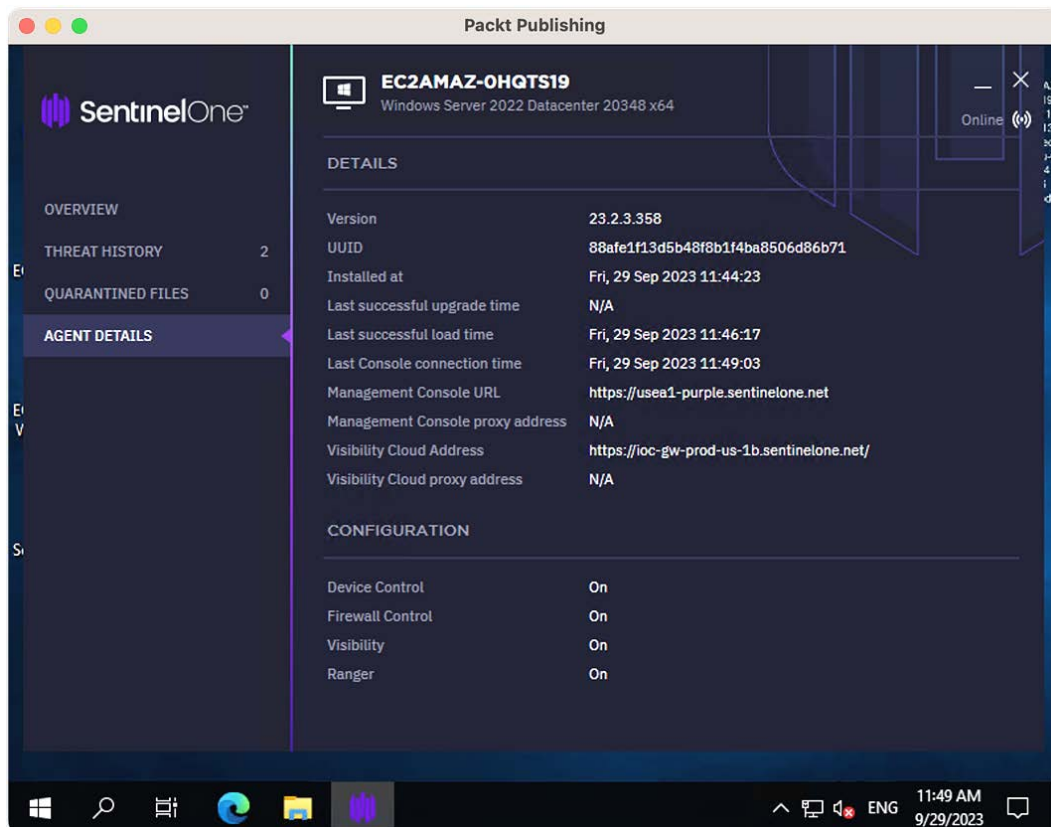 Packt Publishing
SentinelOne
EC2AMAZ-0HQTS19
Windows Server 2022 Datacenter 20348 x64
Online
OVERVIEW
THREAT HISTORY 2
QUARANTINED FILES 0
AGENT DETAILS
DETAILS
Version 23.2.3.358
UUID 88afe1f13d5b48f8b1f4ba8506d86b71
Installed at Fri, 29 Sep 2023 11:44:23
Last successful upgrade time N/A
Last successful load time Fri, 29 Sep 2023 11:46:17
Last Console connection time Fri, 29 Sep 2023 11:49:03
Management Console URL https://usea1-purple.sentinelone.net
Management Console proxy address N/A
Visibility Cloud Address https://ioc-gw-prod-us-1b.sentinelone.net/
Visibility Cloud proxy address N/A
CONFIGURATION
Device Control On
Firewall Control On
Visibility On
Ranger On
ENG
11:49 AM
9/29/2023